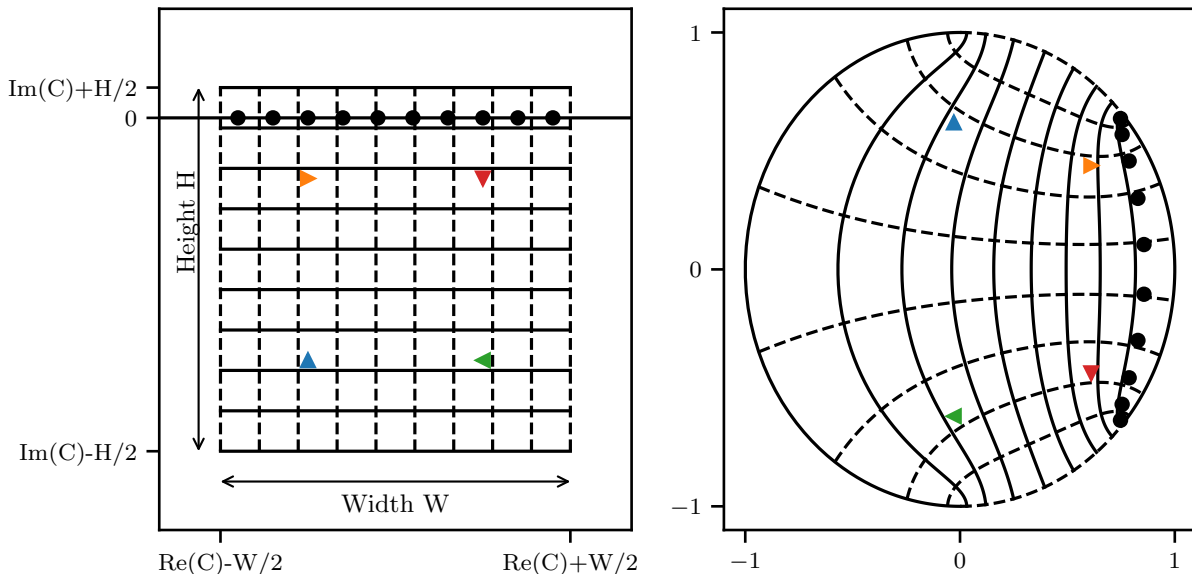 Im(C)+H/2
0
Height H
Im(C)-H/2
Width W
Re(C)-W/2
Re(C)+W/2
1
0
−1
−1
0
1